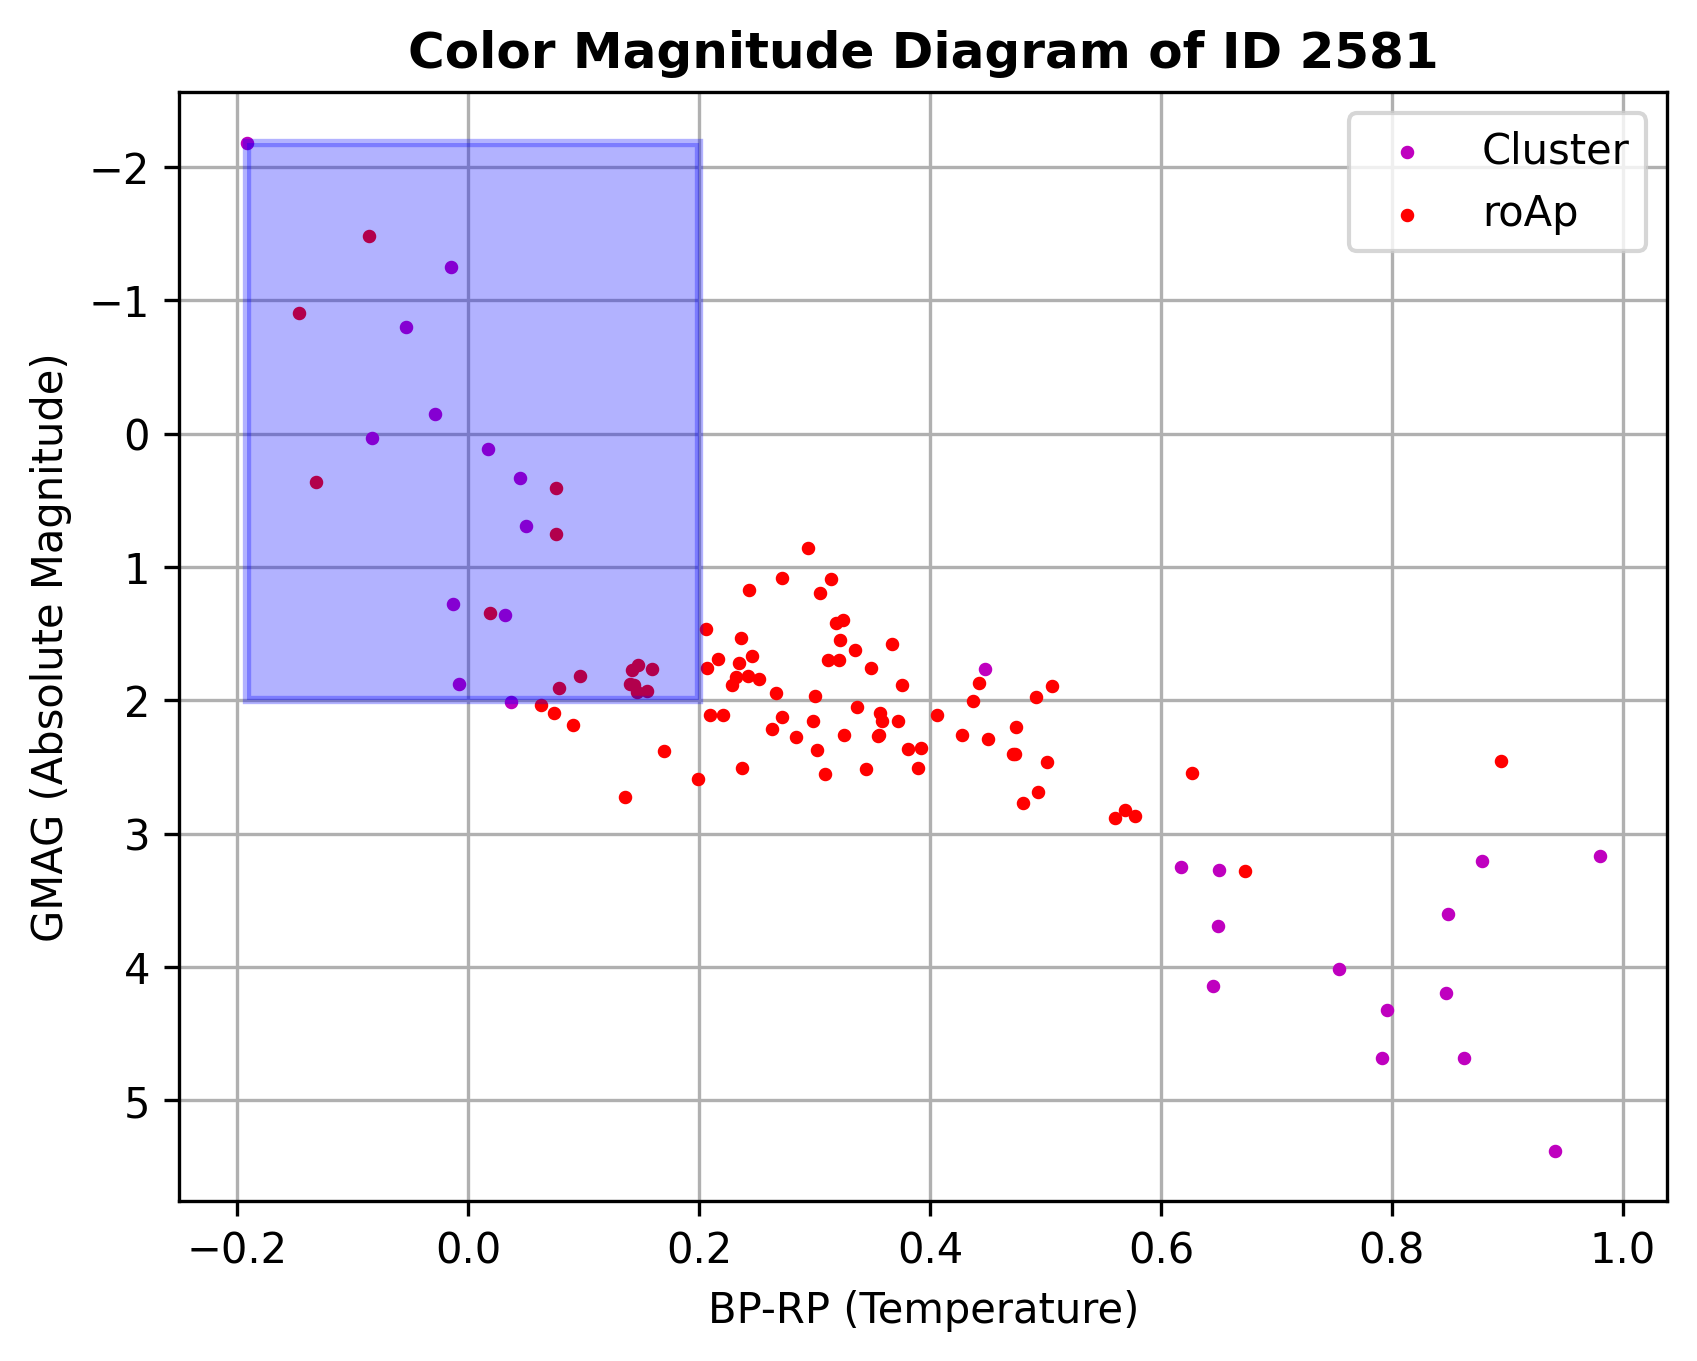 Color Magnitude Diagram of ID 2581
Cluster
roAp
−2
−1
0
1
2
3
4
5
GMAG (Absolute Magnitude)
−0.2 0.0 0.2 0.4 0.6 0.8 1.0
BP-RP (Temperature)